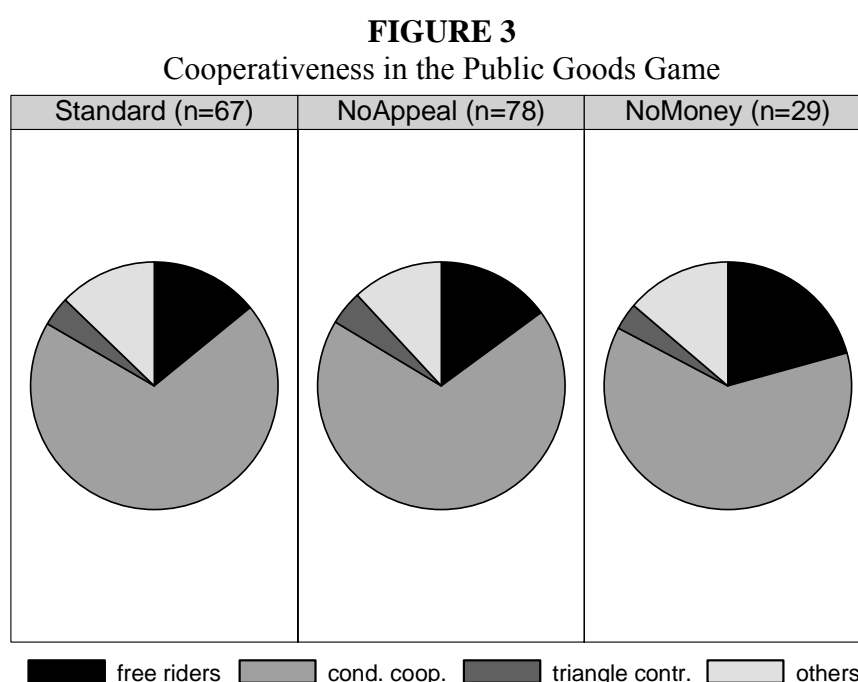 FIGURE 3
Cooperativeness in the Public Goods Game
Standard (n=67) NoAppeal (n=78) NoMoney (n=29)
free riders cond. coop. triangle contr. others